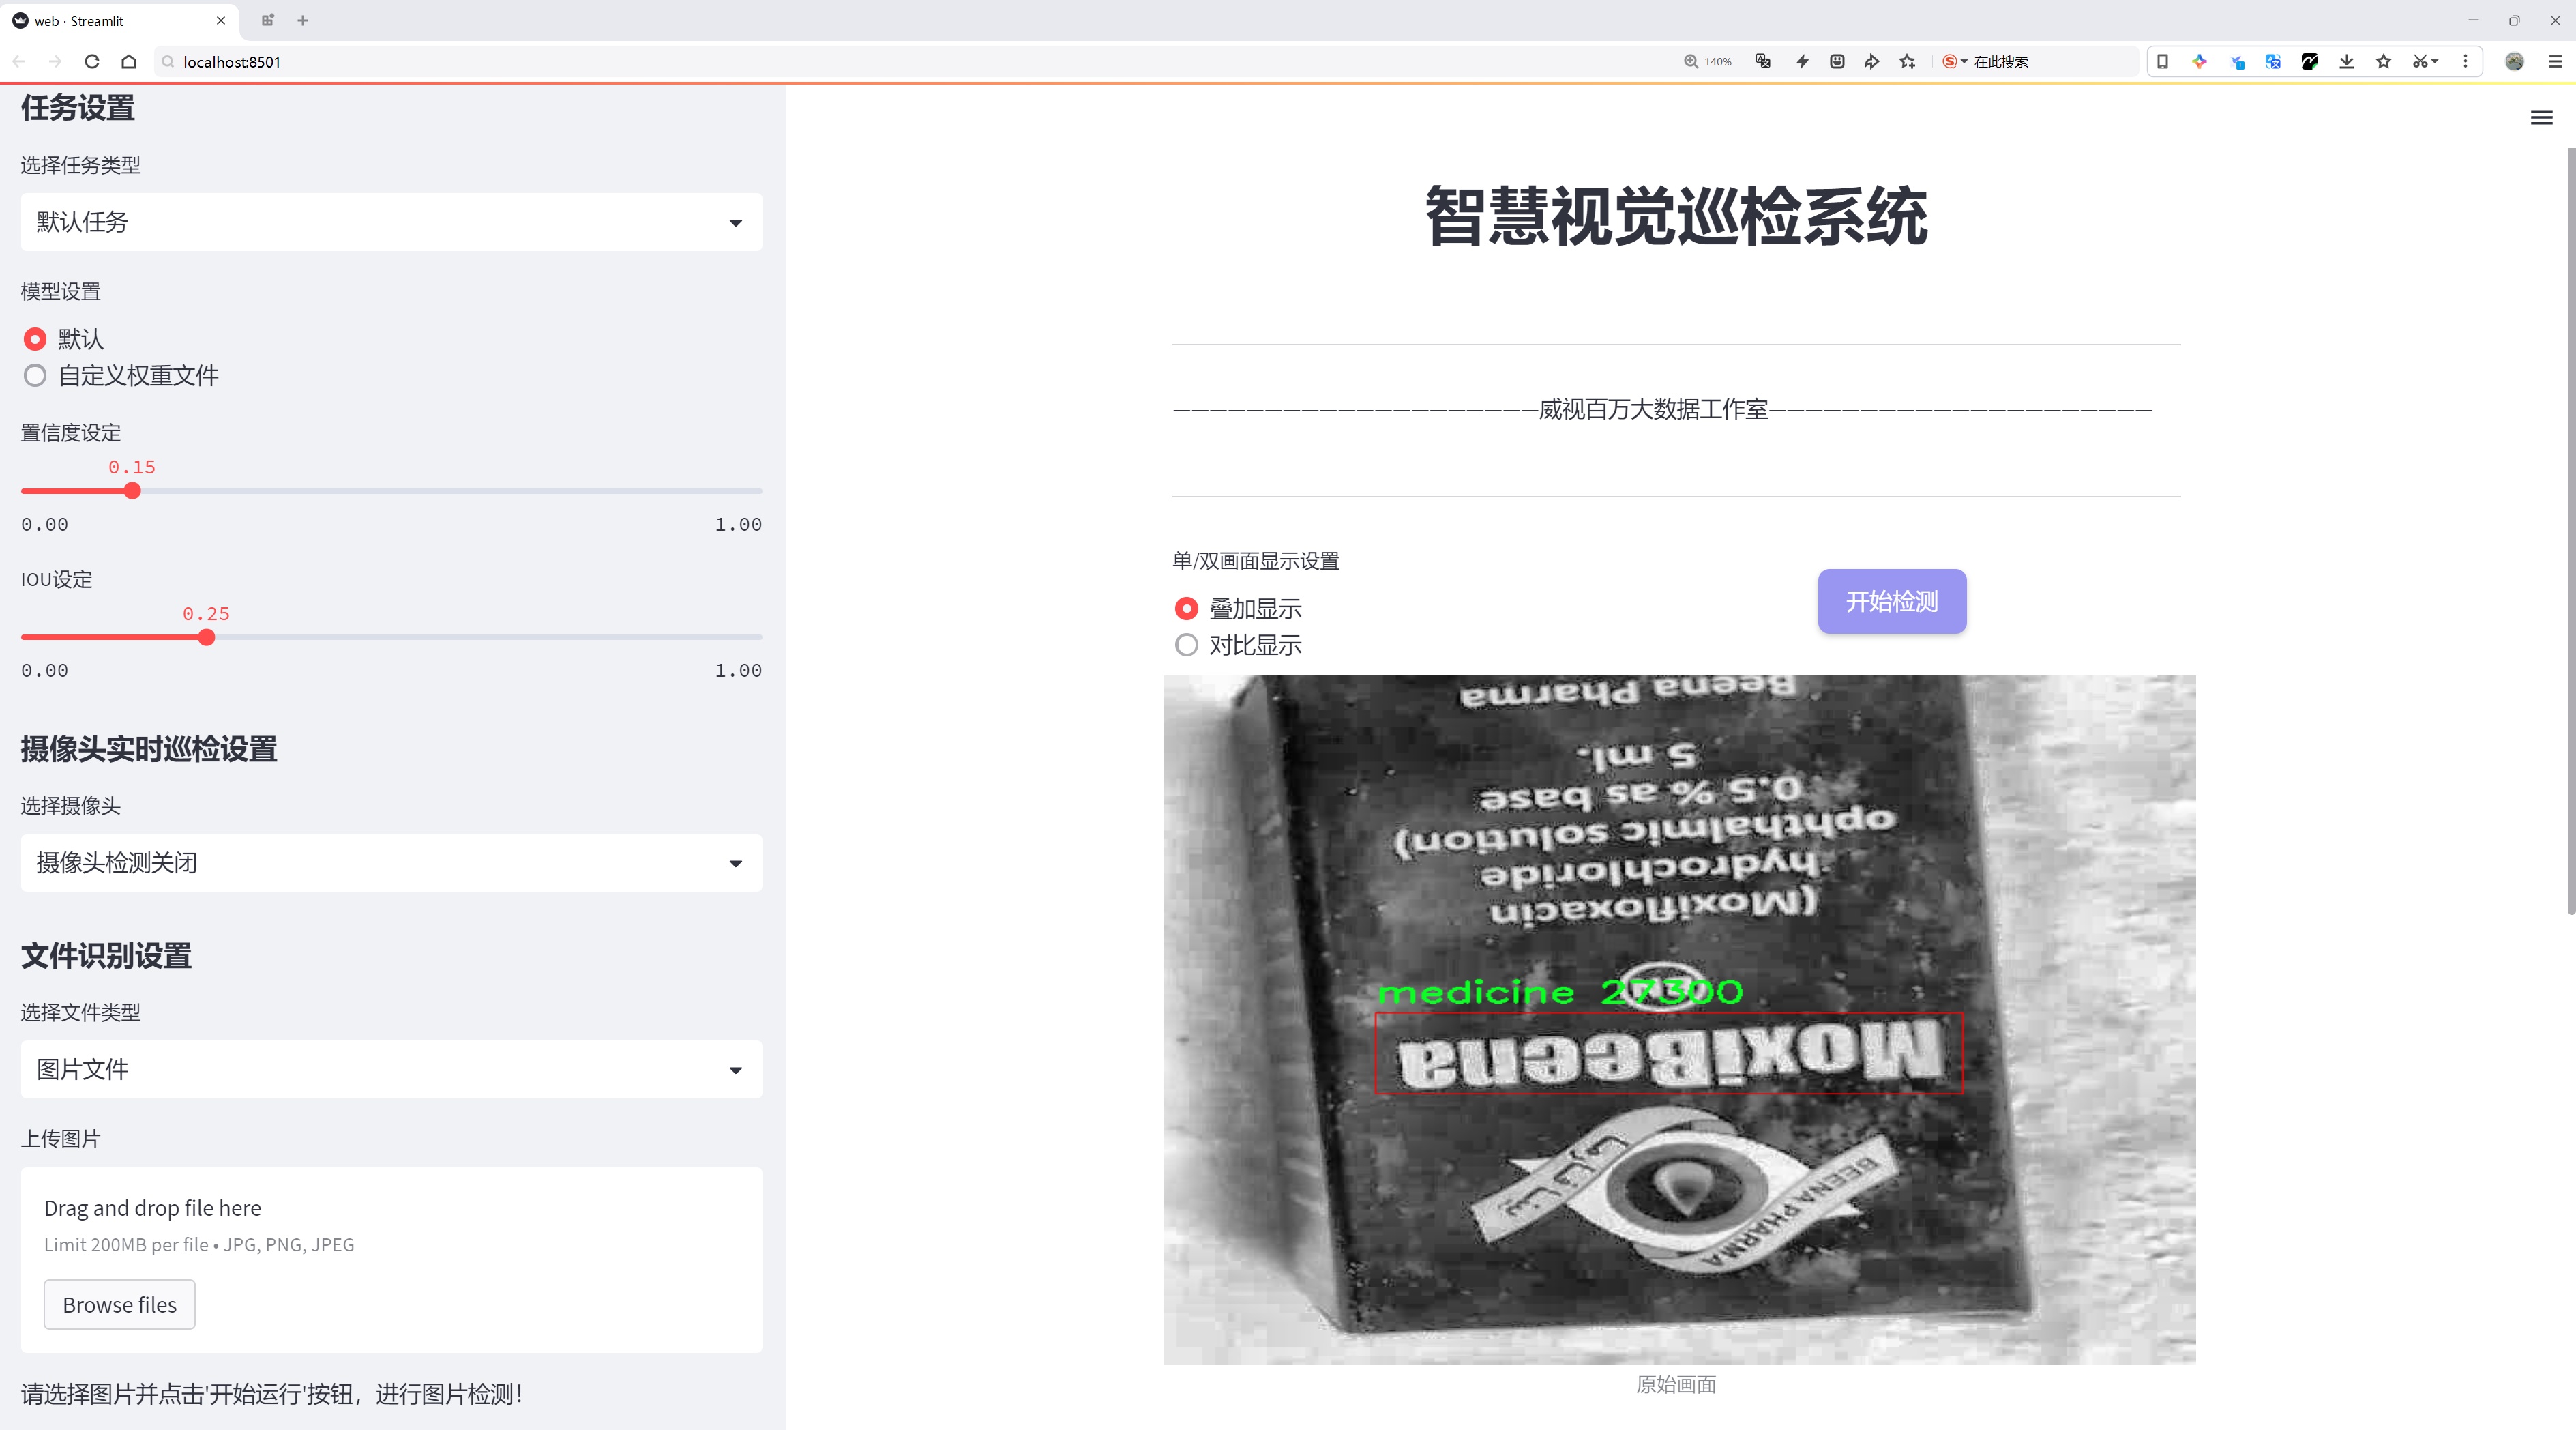 web · Streamlit
localhost:8501
140%
在此搜索
任务设置
选择任务类型
默认任务
模型设置
默认
自定义权重文件
置信度设定
0.15
0.00
1.00
IOU设定
0.25
0.00
1.00
摄像头实时巡检设置
选择摄像头
摄像头检测关闭
文件识别设置
选择文件类型
图片文件
上传图片
Drag and drop file here
Limit 200MB per file • JPG, PNG, JPEG
Browse files
请选择图片并点击'开始运行'按钮，进行图片检测！
智慧视觉巡检系统
————————————————————威视百万大数据工作室—————————————————————
单/双画面显示设置
叠加显示
对比显示
开始检测
Beena Pharma
5 ml.
0.5 % as base
ophthalmic solution)
hydrochloride
(Moxifloxacin
medicine 27300
MoxiBeena
BEENA PHARMA
原始画面